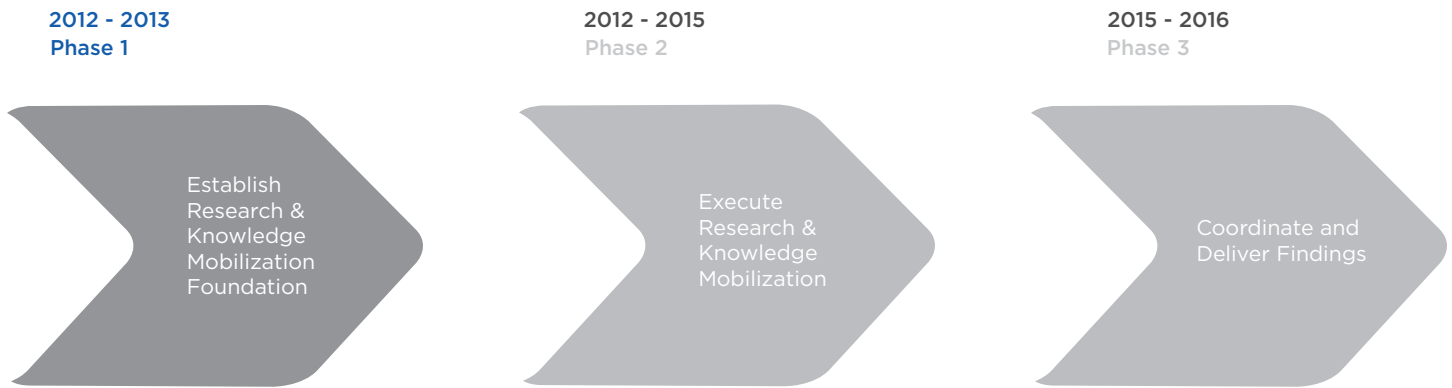 2012 - 2013
Phase 1
Establish
Research &
Knowledge
Mobilization
Foundation
2012 - 2015
Phase 2
Execute
Research &
Knowledge
Mobilization
2015 - 2016
Phase 3
Coordinate and
Deliver Findings